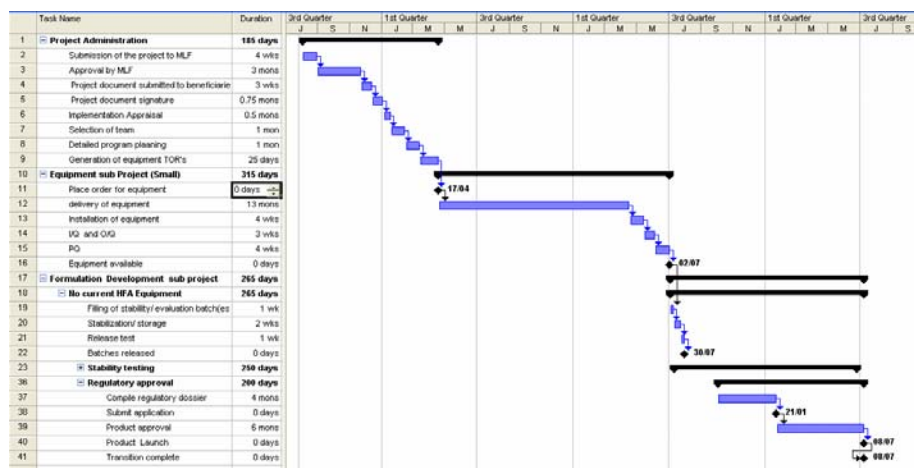 Task Name Duration 3rd Quarter 1st Quarter 3rd Quarter 1st Quarter 3rd Quarter 1st Quarter 3rd Quarter
J S N J M M J S N J M M J S N J M M J S
1 Project Administration 185 days
2 Submission of the project to MLF 4 wks
3 Approval by MLF 3 mons
4 Project document submitted to beneficiarie 3 wks
5 Project document signature 0.75 mons
6 Implementation Appraisal 0.5 mons
7 Selection of team 1 mon
8 Detailed program plaaning 1 mon
9 Generation of equipment TOR's 25 days
10 Equipment sub Project (Small) 315 days
11 Place order for equipment 0 days 17/04
12 delivery of equipment 13 mons
13 Installation of equipment 4 wks
14 I/Q and O/Q 3 wks
15 PQ 4 wks
16 Equipment available 0 days 02/07
17 Formulation Development sub project 265 days
18 No current HFA Equipment 265 days
19 Filling of stability/ evaluation batch(es 1 wk
20 Stabilization/ storage 2 wks
21 Release test 1 wk
22 Batches released 0 days 30/07
23 Stability testing 250 days
36 Regulatory approval 200 days
37 Compile regulatory dossier 4 mons
38 Submit application 0 days 21/01
39 Product approval 6 mons
40 Product Launch 0 days 08/07
41 Transition complete 0 days 08/07